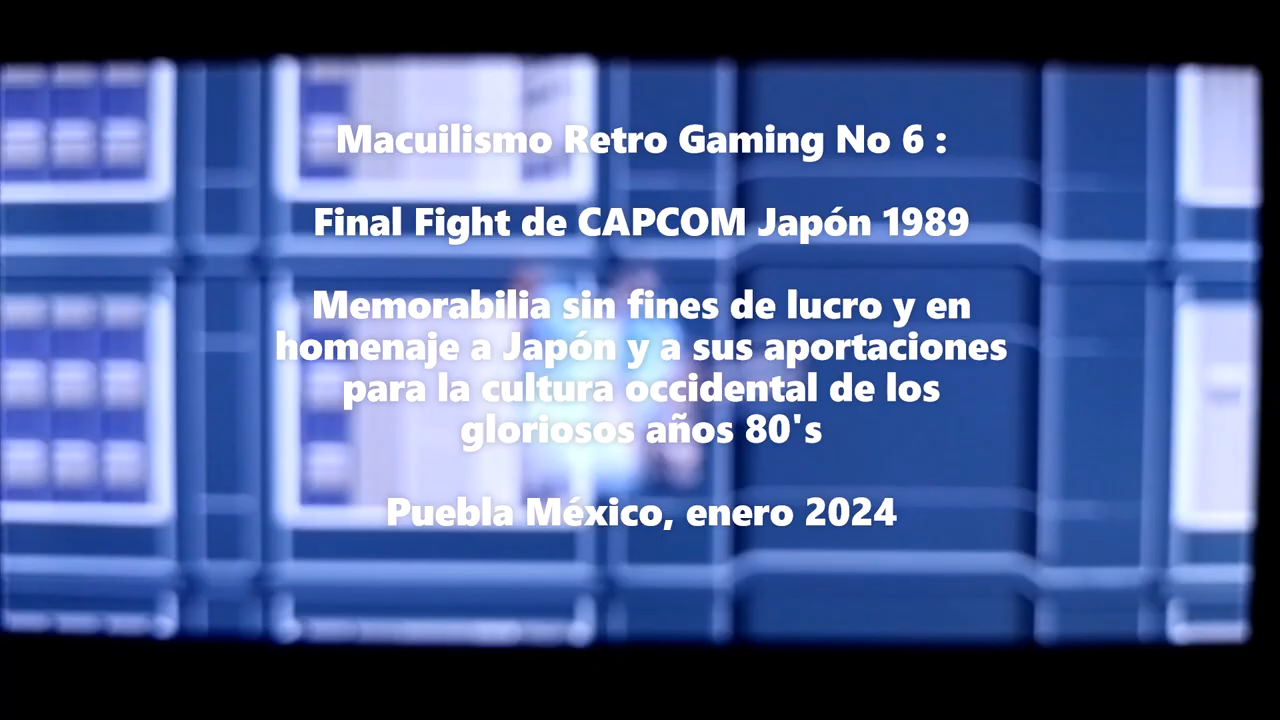 Macuilismo Retro Gaming No 6 :
Final Fight de CAPCOM Japón 1989
Memorabilia sin fines de lucro y en
homenaje a Japón y a sus aportaciones
para la cultura occidental de los
gloriosos años 80's
Puebla México, enero 2024